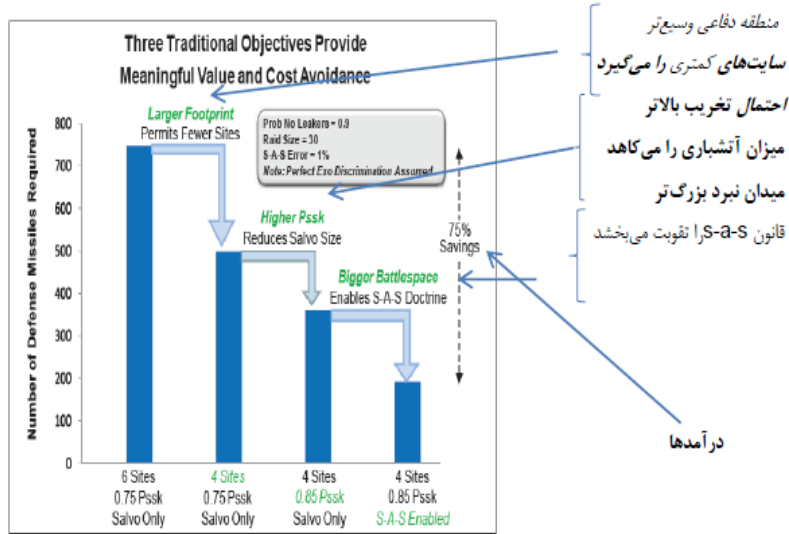 Three Traditional Objectives Provide
Meaningful Value and Cost Avoidance
Larger Footprint
Permits Fewer Sites
Prob No Leakers = 0.9
Raid Size = 30
S-A-S Error = 1%
Note: Perfect Exo Discrimination Assumed
Higher Pssk
Reduces Salvo Size
Bigger Battlespace
Enables S-A-S Doctrine
75%
Savings
Number of Defense Missiles Required
800
700
600
500
400
300
200
100
0
6 Sites
0.75 Pssk
Salvo Only
4 Sites
0.75 Pssk
Salvo Only
4 Sites
0.85 Pssk
Salvo Only
4 Sites
0.85 Pssk
S-A-S Enabled
منطقه دفاعی وسیع‌تر
سایت‌های کمتری را می‌گیرد
احتمال تخریب بالاتر
میزان آتشباری را می‌کاهد
میدان نبرد بزرگ‌تر
قانون s-a-sرا تقویت می‌بخشد
درآمدها